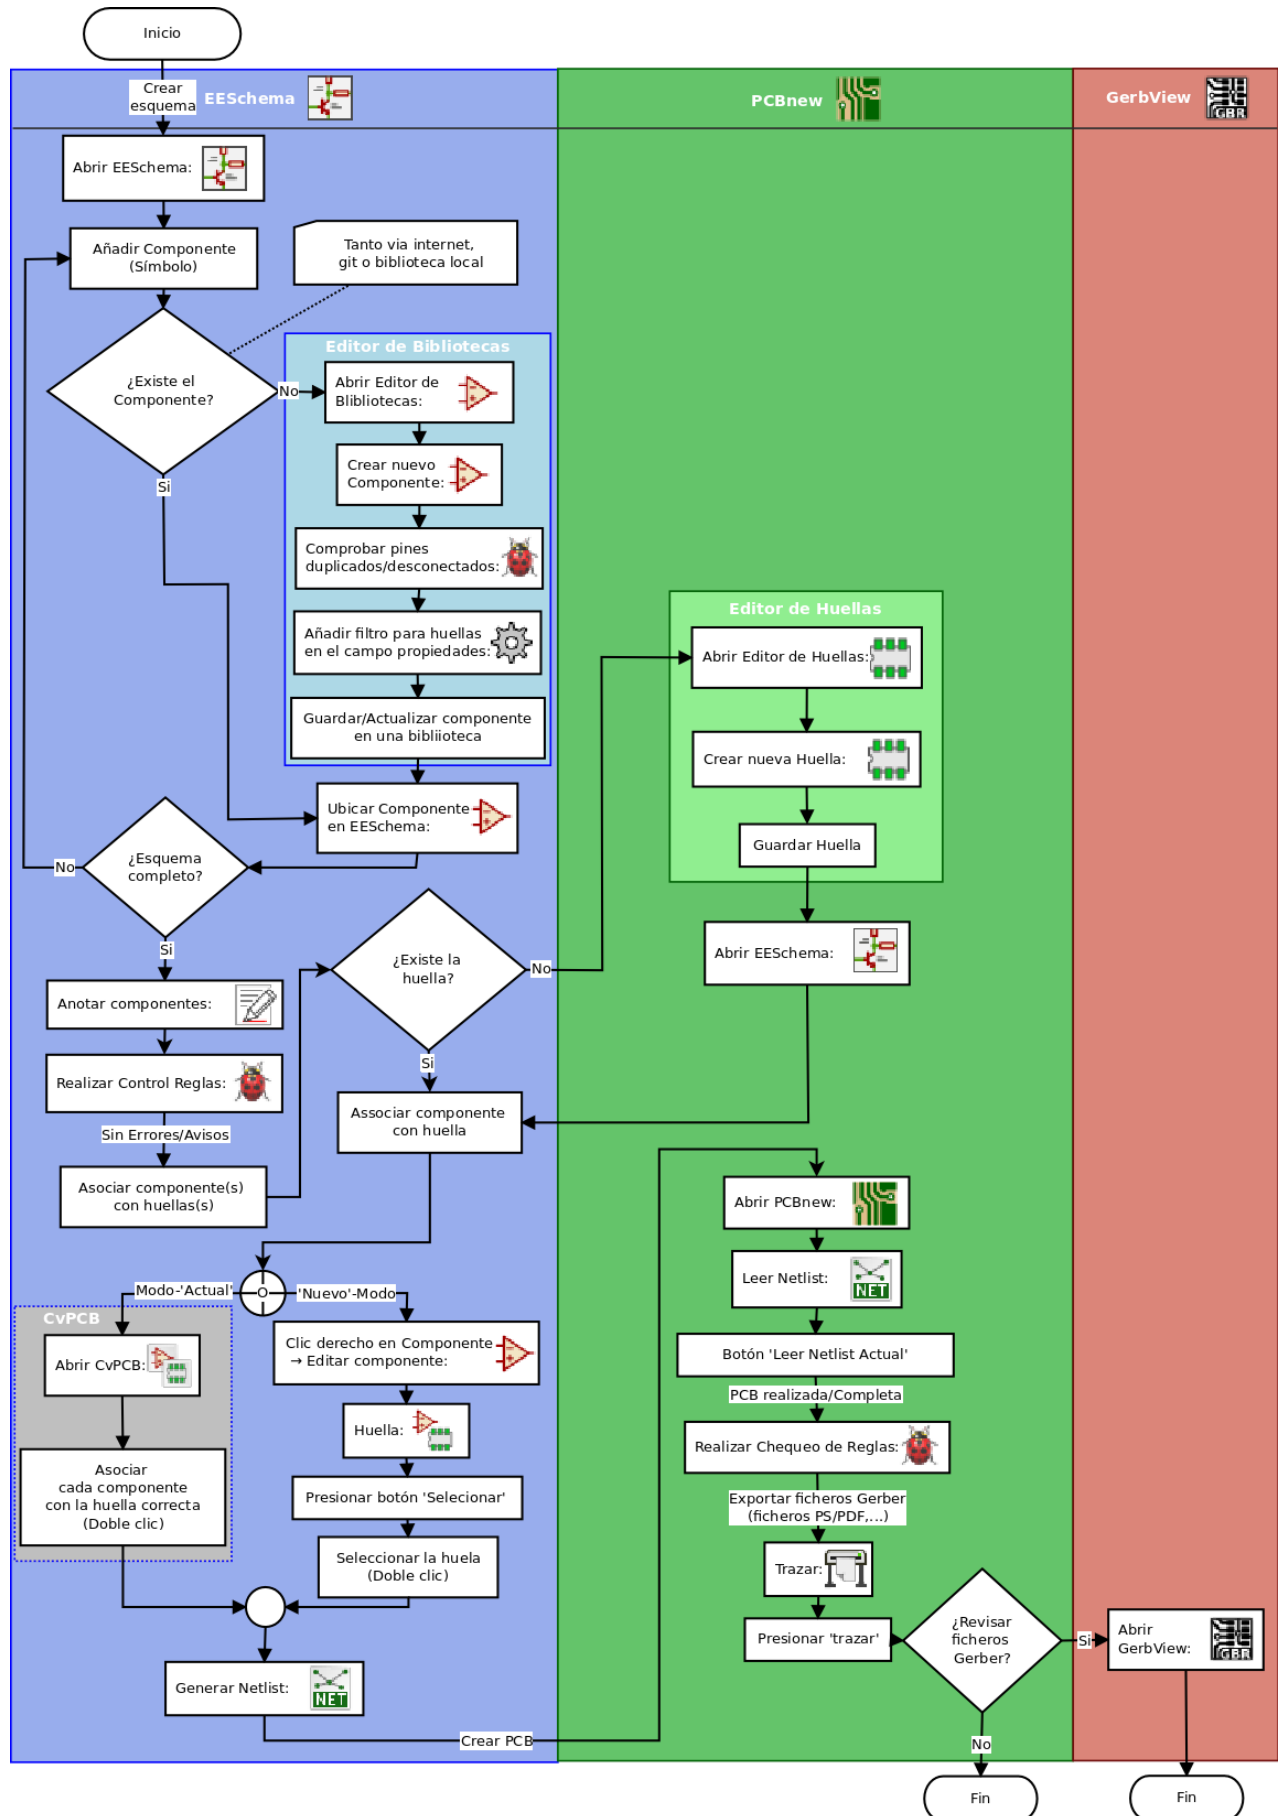 Inicio
Crear
esquema
EESchema
PCBnew
GerbView
GBR
Abrir EESchema:
Añadir Componente
(Símbolo)
Tanto via internet,
git o biblioteca local
¿Existe el
Componente?
No
Si
Editor de Bibliotecas
Abrir Editor de
Blibliotecas:
Crear nuevo
Componente:
Comprobar pines
duplicados/desconectados:
Añadir filtro para huellas
en el campo propiedades:
Guardar/Actualizar componente
en una bibliioteca
Ubicar Componente
en EESchema:
¿Esquema
completo?
No
Si
Anotar componentes:
Realizar Control Reglas:
Sin Errores/Avisos
Asociar componente(s)
con huellas(s)
¿Existe la
huella?
No
Si
Editor de Huellas
Abrir Editor de Huellas:
Crear nueva Huella:
Guardar Huella
Abrir EESchema:
Associar componente
con huella
O
Modo-'Actual'
'Nuevo'-Modo
CvPCB
Abrir CvPCB:
Asociar
cada componente
con la huella correcta
(Doble clic)
Clic derecho en Componente
→ Editar componente:
Huella:
Presionar botón 'Selecionar'
Seleccionar la huela
(Doble clic)
Generar Netlist:
NET
Crear PCB
Abrir PCBnew:
Leer Netlist:
NET
Botón 'Leer Netlist Actual'
PCB realizada/Completa
Realizar Chequeo de Reglas:
Exportar ficheros Gerber
(ficheros PS/PDF,...)
Trazar:
Presionar 'trazar'
¿Revisar
ficheros
Gerber?
Si
No
Abrir
GerbView:
GBR
Fin
Fin